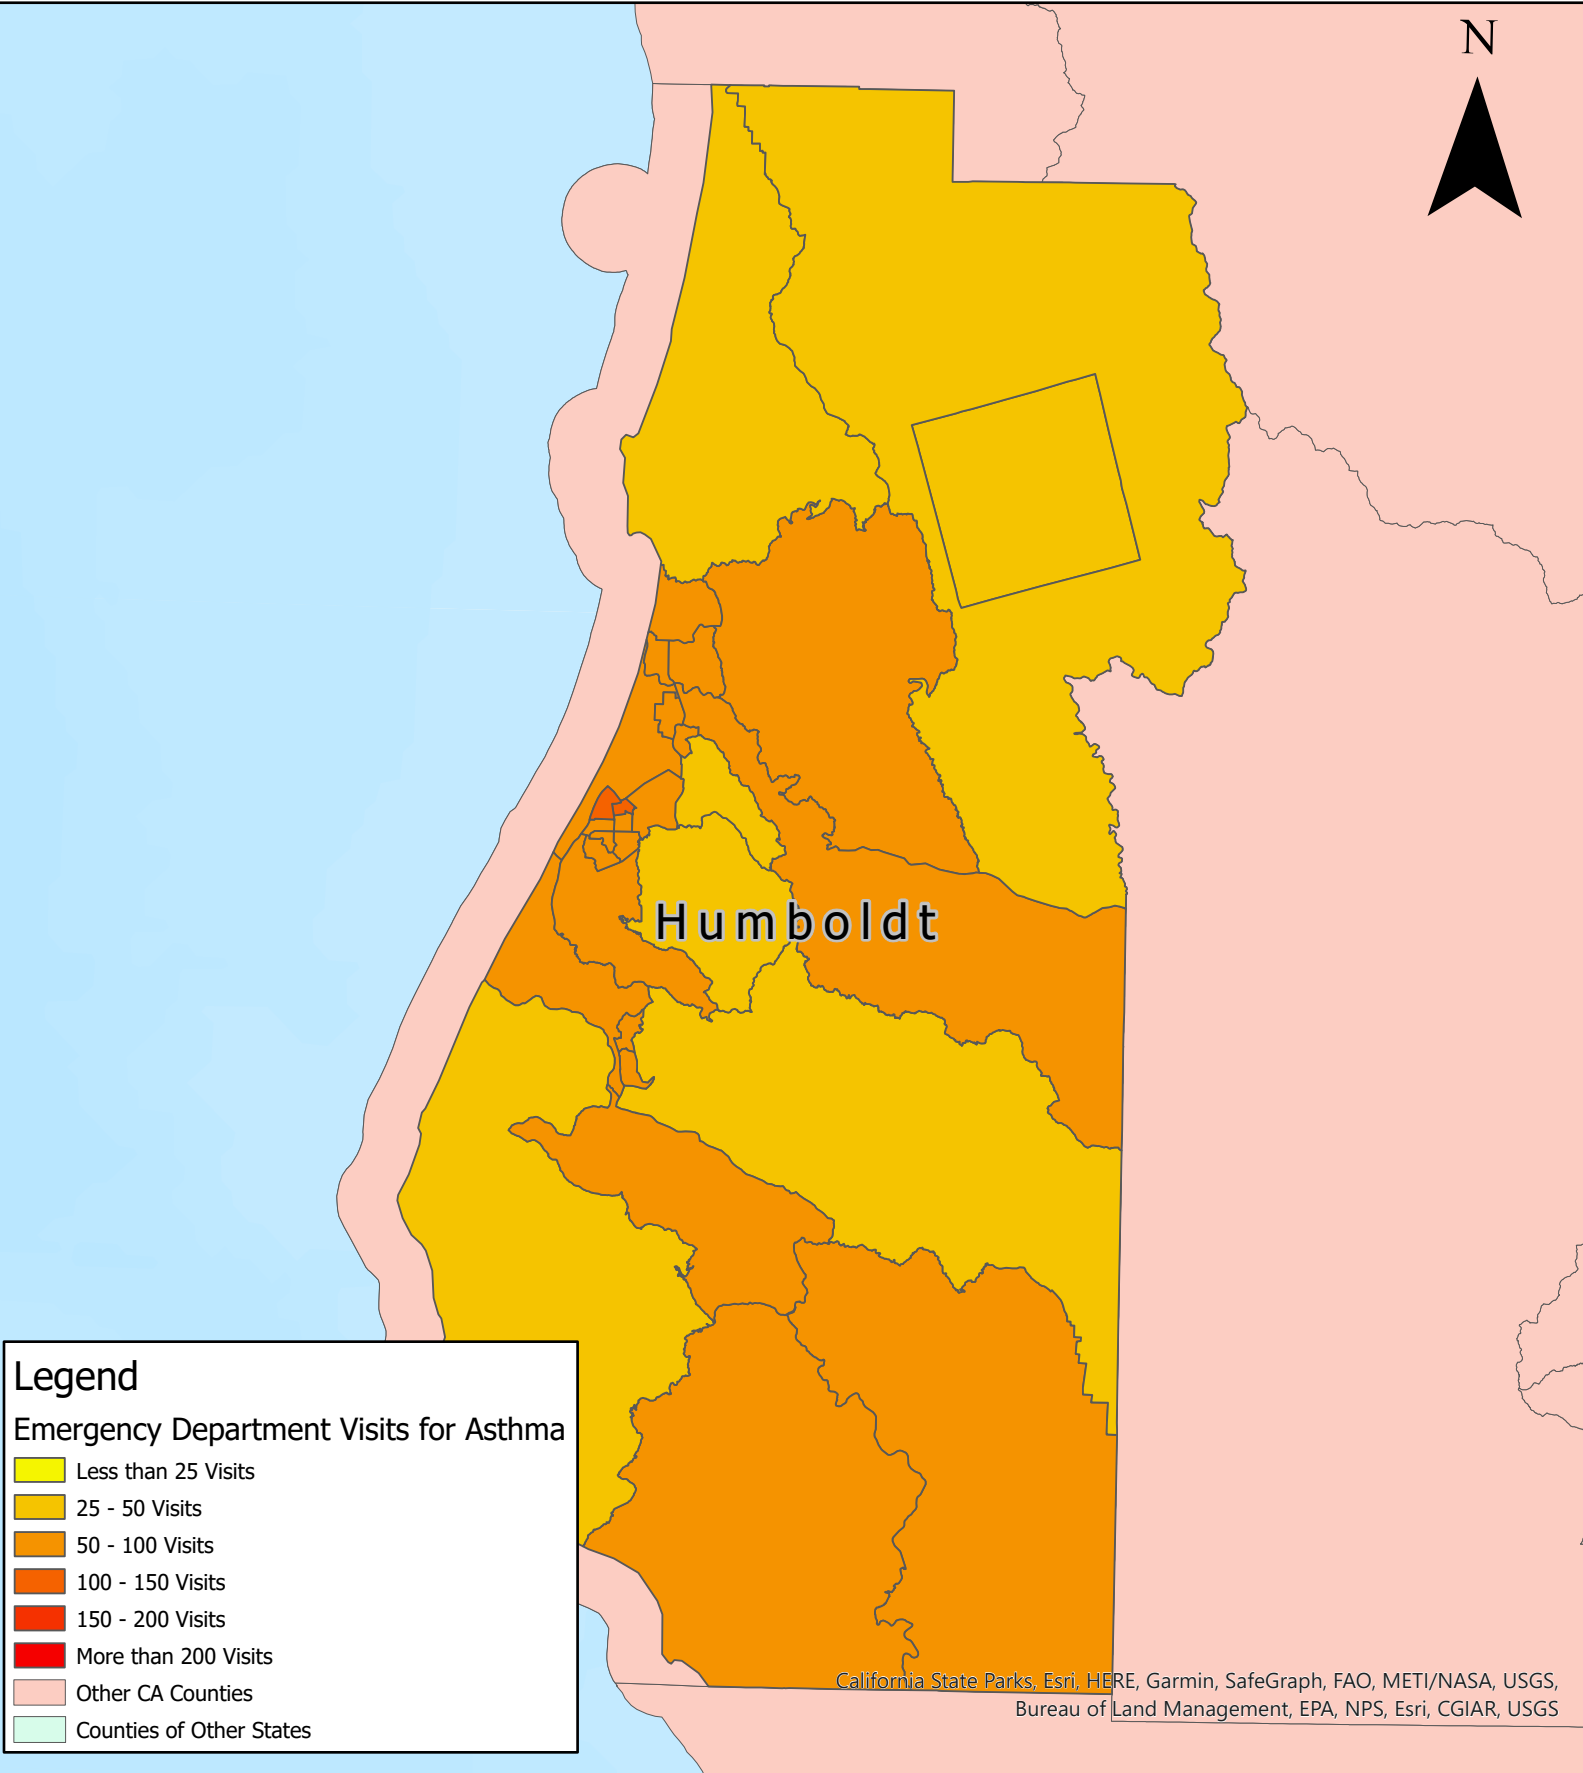 N
Humboldt
Legend
Emergency Department Visits for Asthma
Less than 25 Visits
25 - 50 Visits
50 - 100 Visits
100 - 150 Visits
150 - 200 Visits
More than 200 Visits
Other CA Counties
Counties of Other States
California State Parks, Esri, HERE, Garmin, SafeGraph, FAO, METI/NASA, USGS,
Bureau of Land Management, EPA, NPS, Esri, CGIAR, USGS